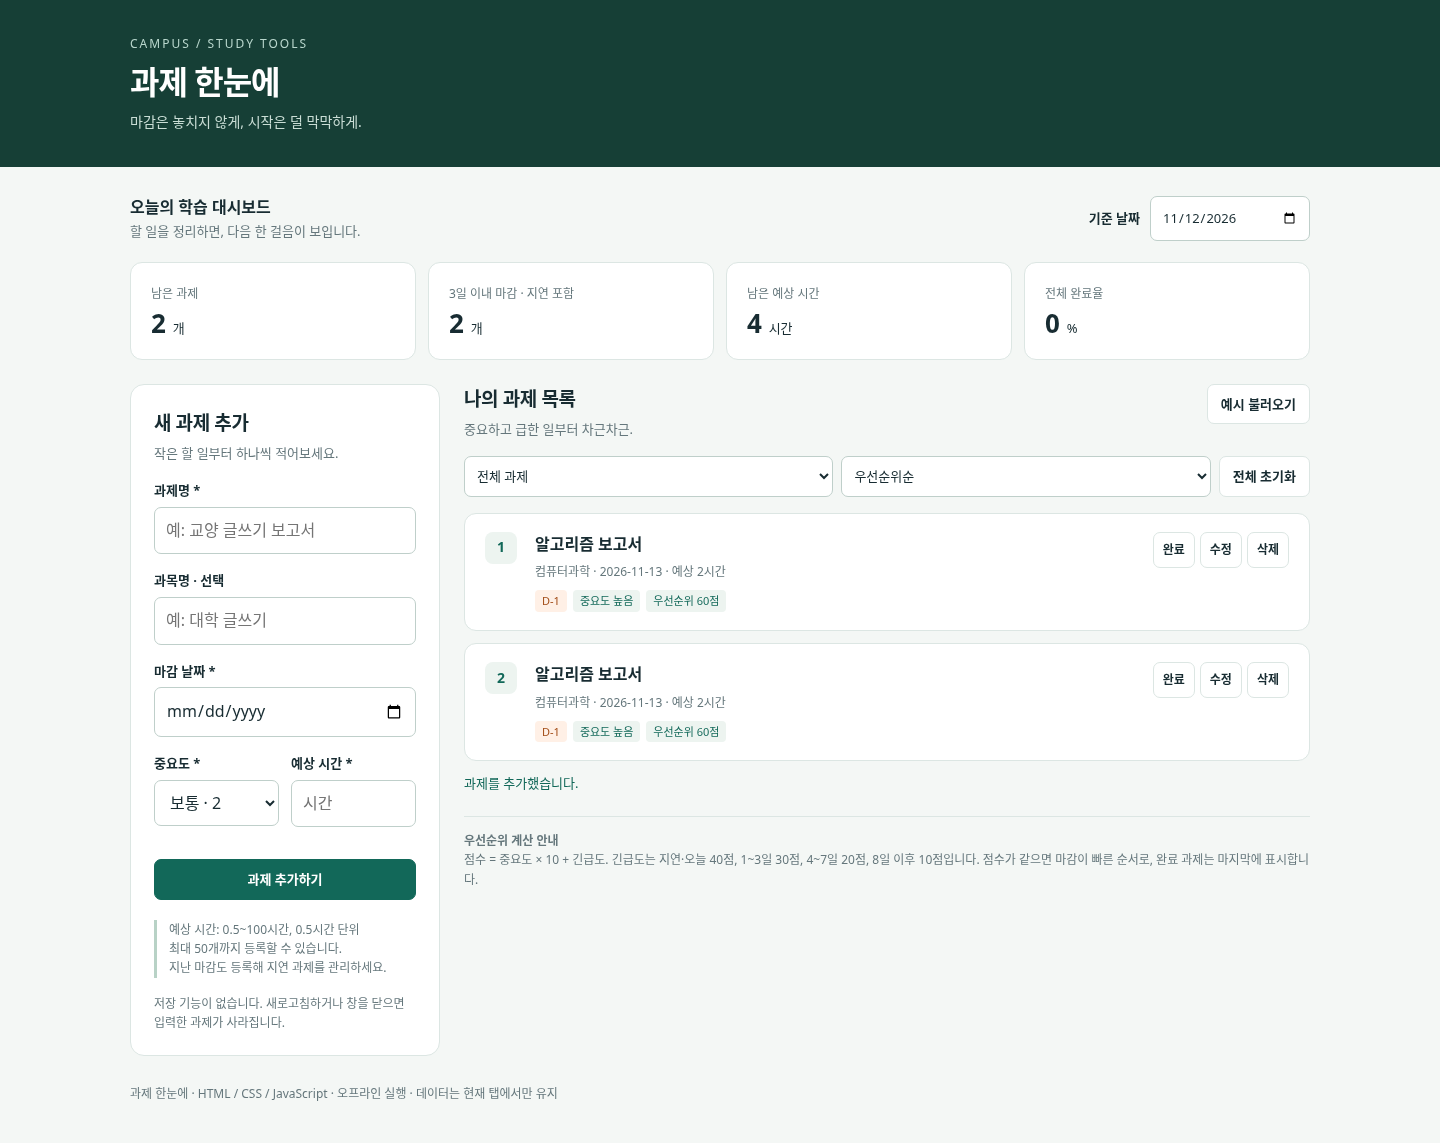 CAMPUS / STUDY TOOLS
과제 한눈에
마감은 놓치지 않게, 시작은 덜 막막하게.
오늘의 학습 대시보드
할 일을 정리하면, 다음 한 걸음이 보입니다.
기준 날짜
11/12/2026
남은 과제
2 개
3일 이내 마감 · 지연 포함
2 개
남은 예상 시간
4 시간
전체 완료율
0 %
새 과제 추가
작은 할 일부터 하나씩 적어보세요.
과제명 *
예: 교양 글쓰기 보고서
과목명 · 선택
예: 대학 글쓰기
마감 날짜 *
mm/dd/yyyy
중요도 *
예상 시간 *
보통 · 2
시간
과제 추가하기
예상 시간: 0.5~100시간, 0.5시간 단위
최대 50개까지 등록할 수 있습니다.
지난 마감도 등록해 지연 과제를 관리하세요.
저장 기능이 없습니다. 새로고침하거나 창을 닫으면
입력한 과제가 사라집니다.
나의 과제 목록
중요하고 급한 일부터 차근차근.
예시 불러오기
전체 과제
우선순위순
전체 초기화
1
알고리즘 보고서
컴퓨터과학 · 2026-11-13 · 예상 2시간
D-1
중요도 높음
우선순위 60점
완료
수정
삭제
2
알고리즘 보고서
컴퓨터과학 · 2026-11-13 · 예상 2시간
D-1
중요도 높음
우선순위 60점
완료
수정
삭제
과제를 추가했습니다.
우선순위 계산 안내
점수 = 중요도 × 10 + 긴급도. 긴급도는 지연·오늘 40점, 1~3일 30점, 4~7일 20점, 8일 이후 10점입니다. 점수가 같으면 마감이 빠른 순서로, 완료 과제는 마지막에 표시합니
다.
과제 한눈에 · HTML / CSS / JavaScript · 오프라인 실행 · 데이터는 현재 탭에서만 유지